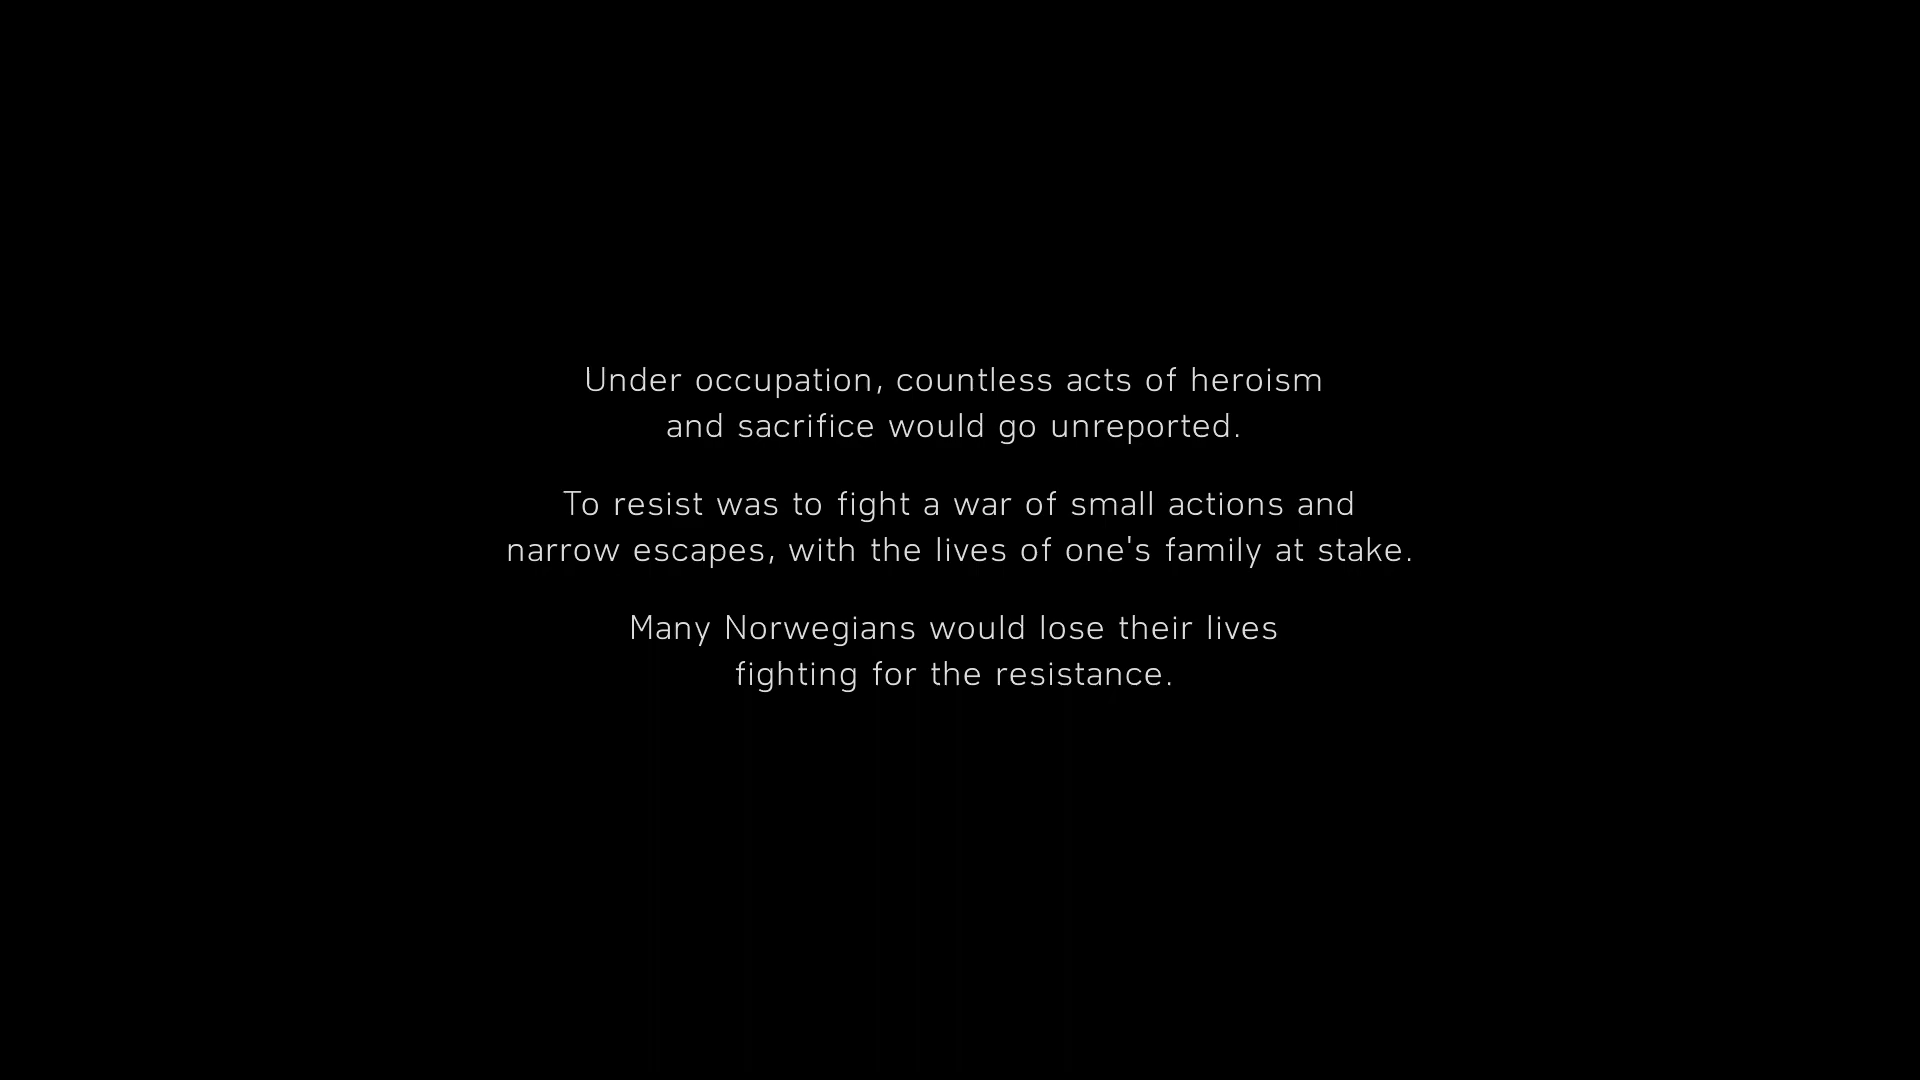 Under occupation, countless acts of heroism
and sacrifice would go unreported.
To resist was to fight a war of small actions and
narrow escapes, with the lives of one's family at stake.
Many Norwegians would lose their lives
fighting for the resistance.